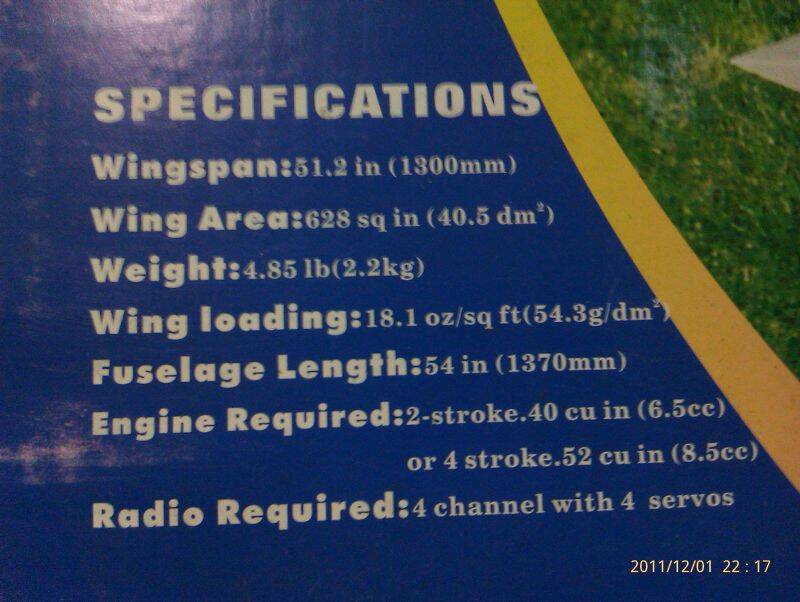 SPECIFICATIONS
Wingspan:51.2 in (1300mm)
Wing Area:628 sq in (40.5 dm²)
Weight:4.85 lb(2.2kg)
Wing loading:18.1 oz/sq ft(54.3g/dm²)
Fuselage Length:54 in (1370mm)
Engine Required:2-stroke.40 cu in (6.5cc)
or 4 stroke.52 cu in (8.5cc)
Radio Required:4 channel with 4 servos
2011/12/01 22:17